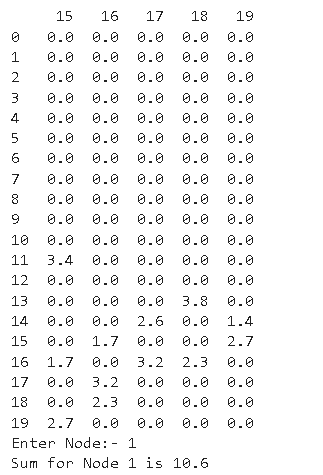 15 16 17 18 19
0 0.0 0.0 0.0 0.0 0.0
1 0.0 0.0 0.0 0.0 0.0
2 0.0 0.0 0.0 0.0 0.0
3 0.0 0.0 0.0 0.0 0.0
4 0.0 0.0 0.0 0.0 0.0
5 0.0 0.0 0.0 0.0 0.0
6 0.0 0.0 0.0 0.0 0.0
7 0.0 0.0 0.0 0.0 0.0
8 0.0 0.0 0.0 0.0 0.0
9 0.0 0.0 0.0 0.0 0.0
10 0.0 0.0 0.0 0.0 0.0
11 3.4 0.0 0.0 0.0 0.0
12 0.0 0.0 0.0 0.0 0.0
13 0.0 0.0 0.0 3.8 0.0
14 0.0 0.0 2.6 0.0 1.4
15 0.0 1.7 0.0 0.0 2.7
16 1.7 0.0 3.2 2.3 0.0
17 0.0 3.2 0.0 0.0 0.0
18 0.0 2.3 0.0 0.0 0.0
19 2.7 0.0 0.0 0.0 0.0
Enter Node:- 1
Sum for Node 1 is 10.6